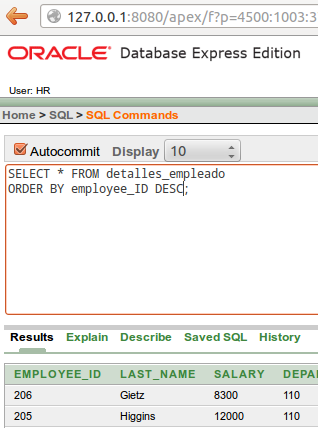 127.0.0.1:8080/apex/f?p=4500:1003:3
ORACLE® Database Express Edition
User: HR
Home > SQL > SQL Commands
Autocommit Display 10
SELECT * FROM detalles_empleado
ORDER BY employee_ID DESC;
Results Explain Describe Saved SQL History
EMPLOYEE_ID LAST_NAME SALARY DEPA
206 Gietz 8300 110
205 Higgins 12000 110